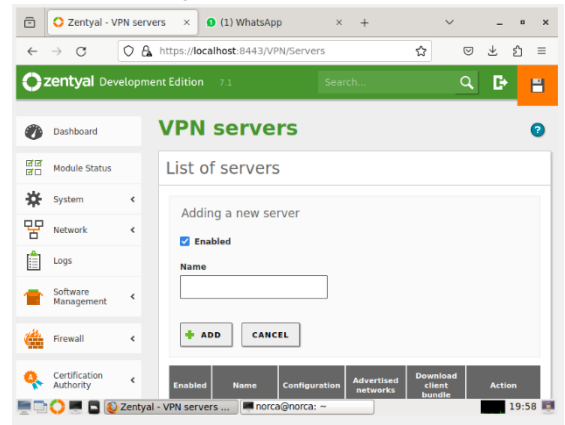 Zentyal - VPN servers ×
(1) WhatsApp ×
https://localhost:8443/VPN/Servers
zentyal Development Edition 7.1
Search...
Dashboard
Module Status
System
Network
Logs
Software
Management
Firewall
Certification
Authority
VPN servers
?
List of servers
Adding a new server
Enabled
Name
ADD
CANCEL
Enabled Name Configuration Advertised networks Download client bundle Action
Zentyal - VPN servers ...
norca@norca: ~
19:58